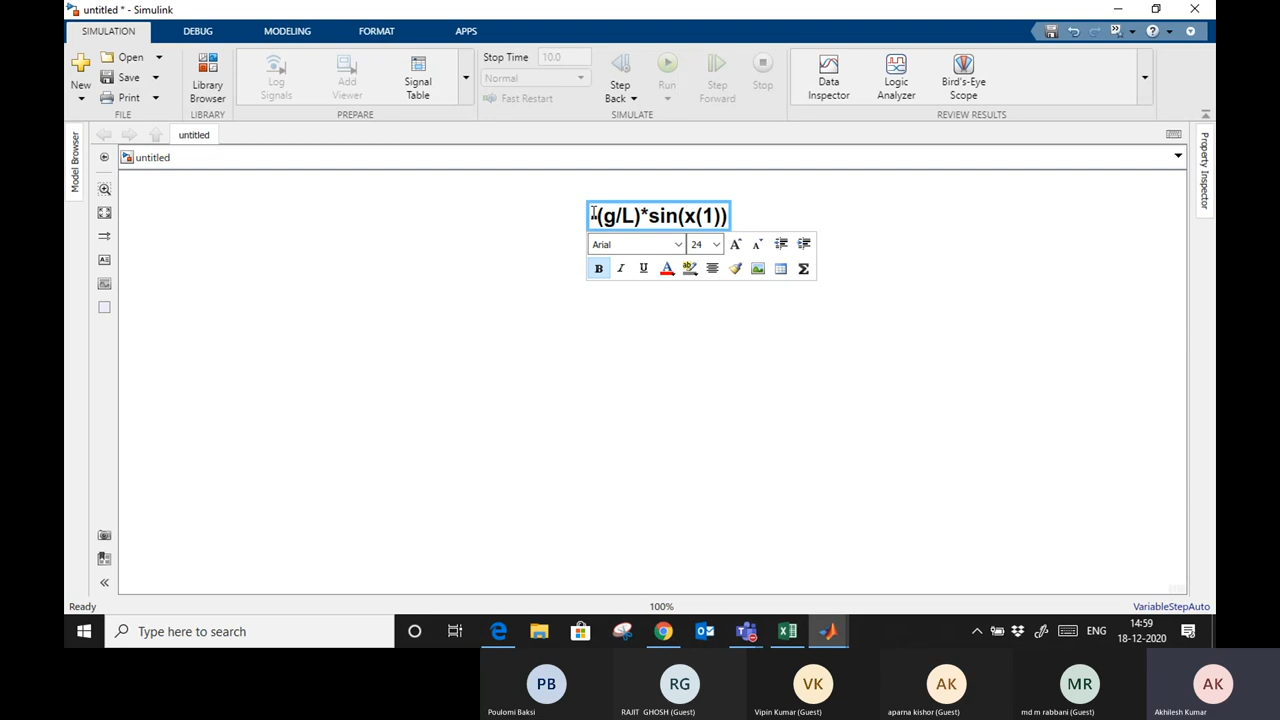 untitled * - Simulink
SIMULATION DEBUG MODELING FORMAT APPS
New
Open
Save
Print
FILE
Library
Browser
LIBRARY
Log
Signals
Add
Viewer
Signal
Table
PREPARE
Stop Time 10.0
Normal
Fast Restart
Step
Back
Run
Step
Forward
Stop
SIMULATE
Data
Inspector
Logic
Analyzer
Bird's-Eye
Scope
REVIEW RESULTS
untitled
untitled
Model Browser
Property Inspector
-(g/L)*sin(x(1))
Arial 24
B I U
Ready 100% VariableStepAuto
Type here to search
ENG
14:59
18-12-2020
PB
Poulomi Baksi
RG
RAJIT GHOSH (Guest)
VK
Vipin Kumar (Guest)
AK
aparna kishor (Guest)
MR
md m rabbani (Guest)
AK
Akhilesh Kumar